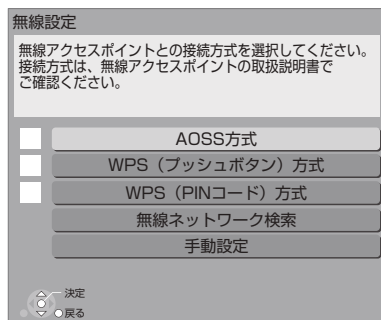 無線設定
無線アクセスポイントとの接続方式を選択してください。
接続方式は、無線アクセスポイントの取扱説明書で
ご確認ください。
AOSS方式
WPS（プッシュボタン）方式
WPS（PINコード）方式
無線ネットワーク検索
手動設定
決定
戻る